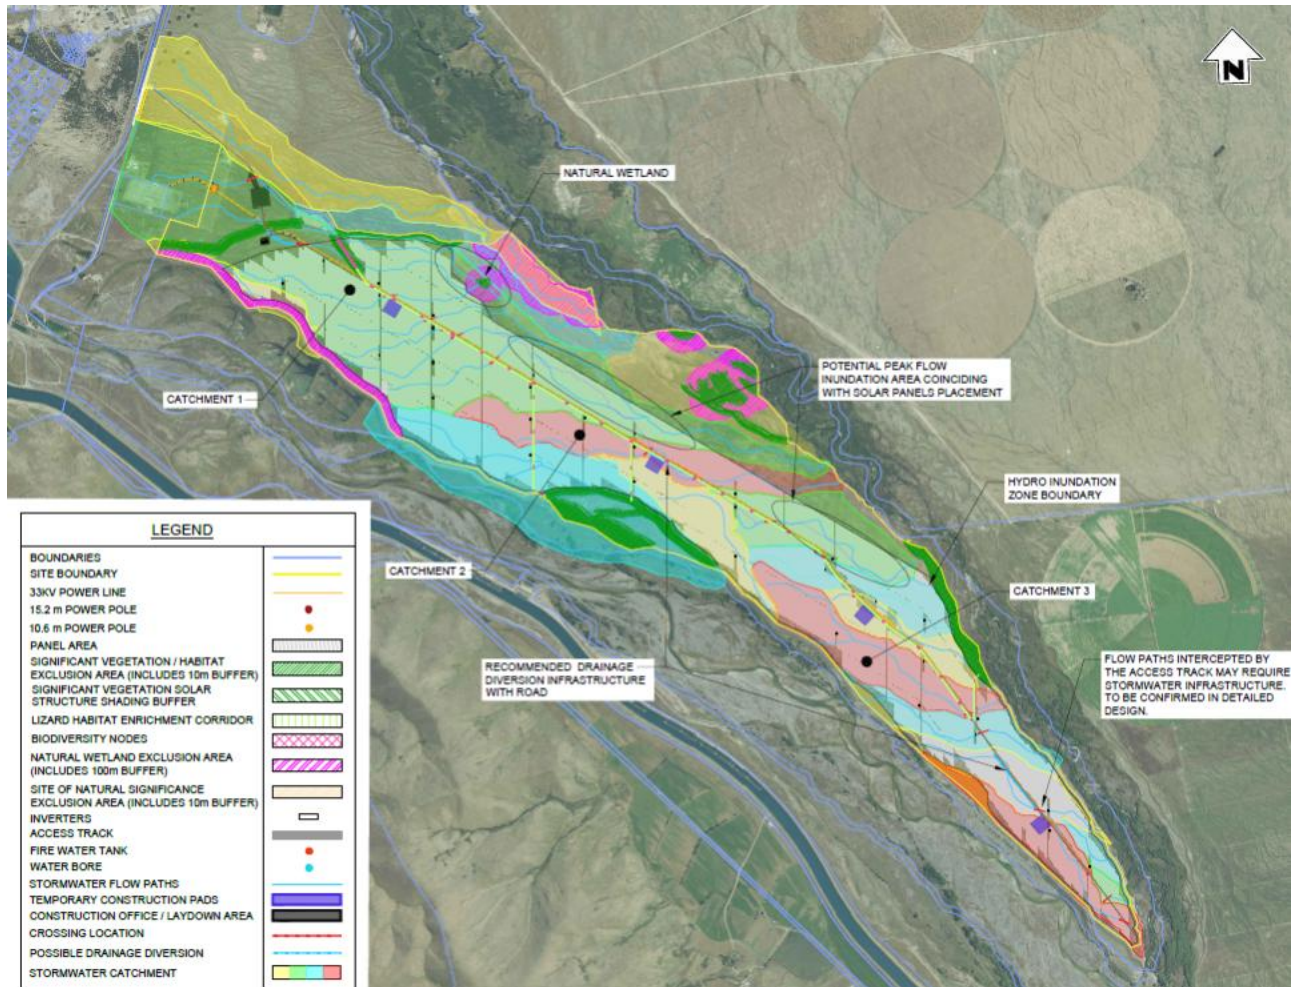 N
NATURAL WETLAND
POTENTIAL PEAK FLOW
INUNDATION AREA COINCIDING
WITH SOLAR PANELS PLACEMENT
CATCHMENT 1
HYDRO INUNDATION
ZONE BOUNDARY
CATCHMENT 2
CATCHMENT 3
RECOMMENDED DRAINAGE
DIVERSION INFRASTRUCTURE
WITH ROAD
FLOW PATHS INTERCEPTED BY
THE ACCESS TRACK MAY REQUIRE
STORMWATER INFRASTRUCTURE.
TO BE CONFIRMED IN DETAILED
DESIGN.
LEGEND
BOUNDARIES
SITE BOUNDARY
33KV POWER LINE
15.2 m POWER POLE
10.6 m POWER POLE
PANEL AREA
SIGNIFICANT VEGETATION / HABITAT
EXCLUSION AREA (INCLUDES 10m BUFFER)
SIGNIFICANT VEGETATION SOLAR
STRUCTURE SHADING BUFFER
LIZARD HABITAT ENRICHMENT CORRIDOR
BIODIVERSITY NODES
NATURAL WETLAND EXCLUSION AREA
(INCLUDES 100m BUFFER)
SITE OF NATURAL SIGNIFICANCE
EXCLUSION AREA (INCLUDES 10m BUFFER)
INVERTERS
ACCESS TRACK
FIRE WATER TANK
WATER BORE
STORMWATER FLOW PATHS
TEMPORARY CONSTRUCTION PADS
CONSTRUCTION OFFICE / LAYDOWN AREA
CROSSING LOCATION
POSSIBLE DRAINAGE DIVERSION
STORMWATER CATCHMENT